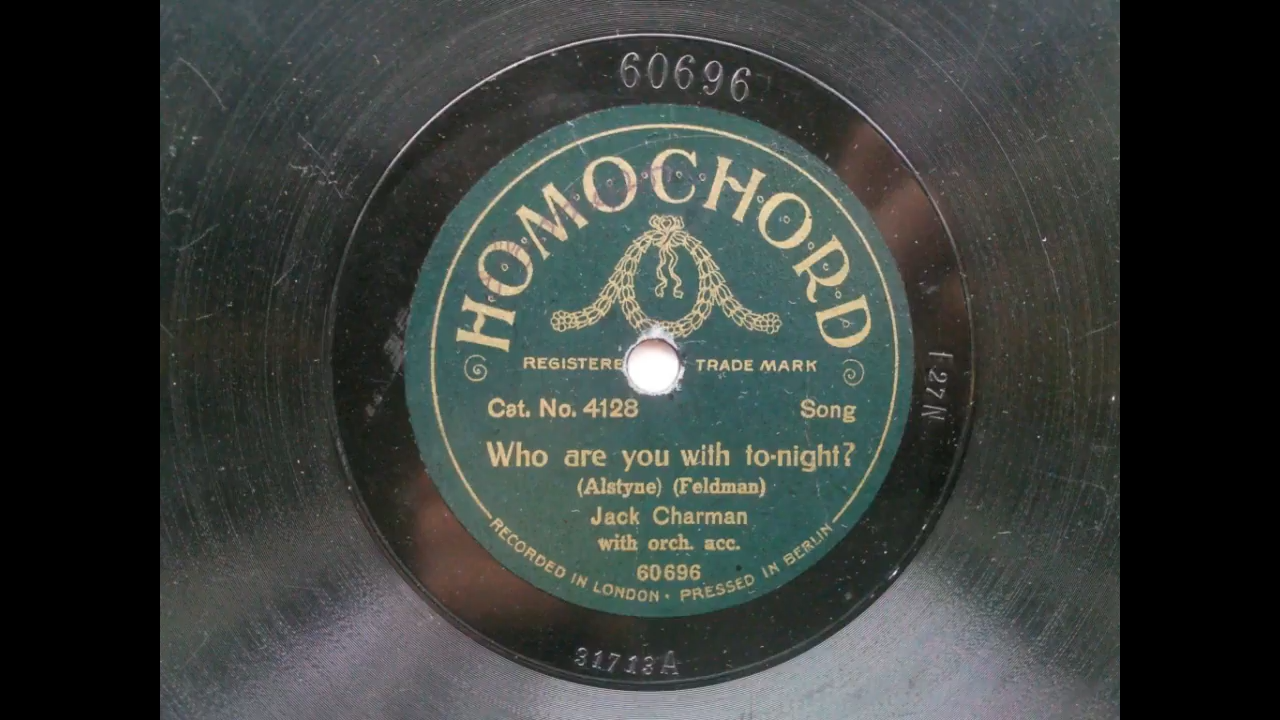 60696
HOMOCHORD
REGISTERE TRADE MARK
Cat. No. 4128 Song
Who are you with to-night?
(Alstyne) (Feldman)
Jack Charman
with orch. acc.
60696
RECORDED IN LONDON • PRESSED IN BERLIN
31713A